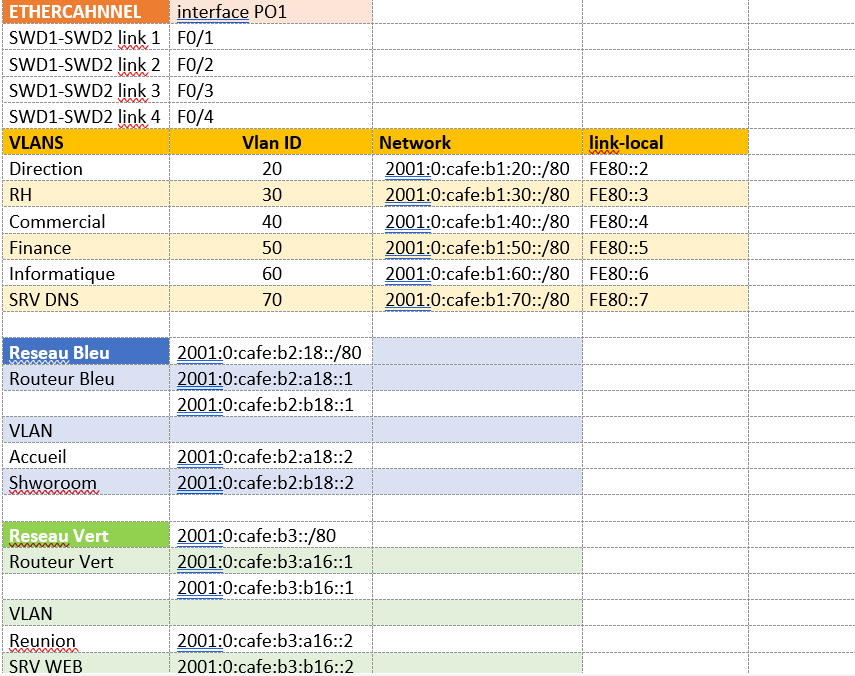 ETHERCAHNNEL interface PO1
SWD1-SWD2 link 1 F0/1
SWD1-SWD2 link 2 F0/2
SWD1-SWD2 link 3 F0/3
SWD1-SWD2 link 4 F0/4
VLANS Vlan ID Network link-local
Direction 20 2001:0:cafe:b1:20::/80 FE80::2
RH 30 2001:0:cafe:b1:30::/80 FE80::3
Commercial 40 2001:0:cafe:b1:40::/80 FE80::4
Finance 50 2001:0:cafe:b1:50::/80 FE80::5
Informatique 60 2001:0:cafe:b1:60::/80 FE80::6
SRV DNS 70 2001:0:cafe:b1:70::/80 FE80::7
Reseau Bleu 2001:0:cafe:b2:18::/80
Routeur Bleu 2001:0:cafe:b2:a18::1
2001:0:cafe:b2:b18::1
VLAN
Accueil 2001:0:cafe:b2:a18::2
Shworoom 2001:0:cafe:b2:b18::2
Reseau Vert 2001:0:cafe:b3::/80
Routeur Vert 2001:0:cafe:b3:a16::1
2001:0:cafe:b3:b16::1
VLAN
Reunion 2001:0:cafe:b3:a16::2
SRV WEB 2001:0:cafe:b3:b16::2